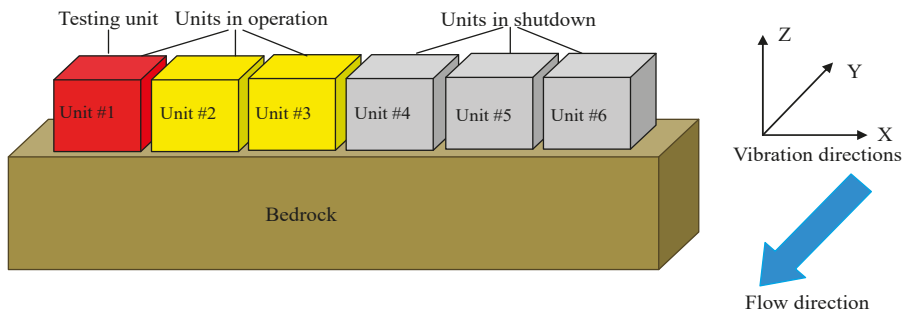 Testing unit
Units in operation
Units in shutdown
Unit #1
Unit #2
Unit #3
Unit #4
Unit #5
Unit #6
Bedrock
Z
Y
X
Vibration directions
Flow direction